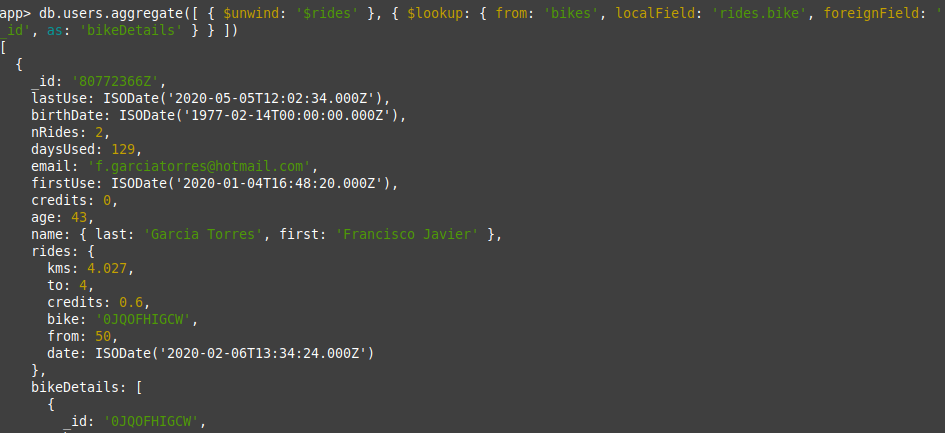 app> db.users.aggregate([ { $unwind: '$rides' }, { $lookup: { from: 'bikes', localField: 'rides.bike', foreignField: '
_id', as: 'bikeDetails' } } ])
[
  {
    _id: '80772366Z',
    lastUse: ISODate('2020-05-05T12:02:34.000Z'),
    birthDate: ISODate('1977-02-14T00:00:00.000Z'),
    nRides: 2,
    daysUsed: 129,
    email: 'f.garciatorres@hotmail.com',
    firstUse: ISODate('2020-01-04T16:48:20.000Z'),
    credits: 0,
    age: 43,
    name: { last: 'Garcia Torres', first: 'Francisco Javier' },
    rides: {
      kms: 4.027,
      to: 4,
      credits: 0.6,
      bike: '0JQOFHIGCW',
      from: 50,
      date: ISODate('2020-02-06T13:34:24.000Z')
    },
    bikeDetails: [
      {
        _id: '0JQOFHIGCW',